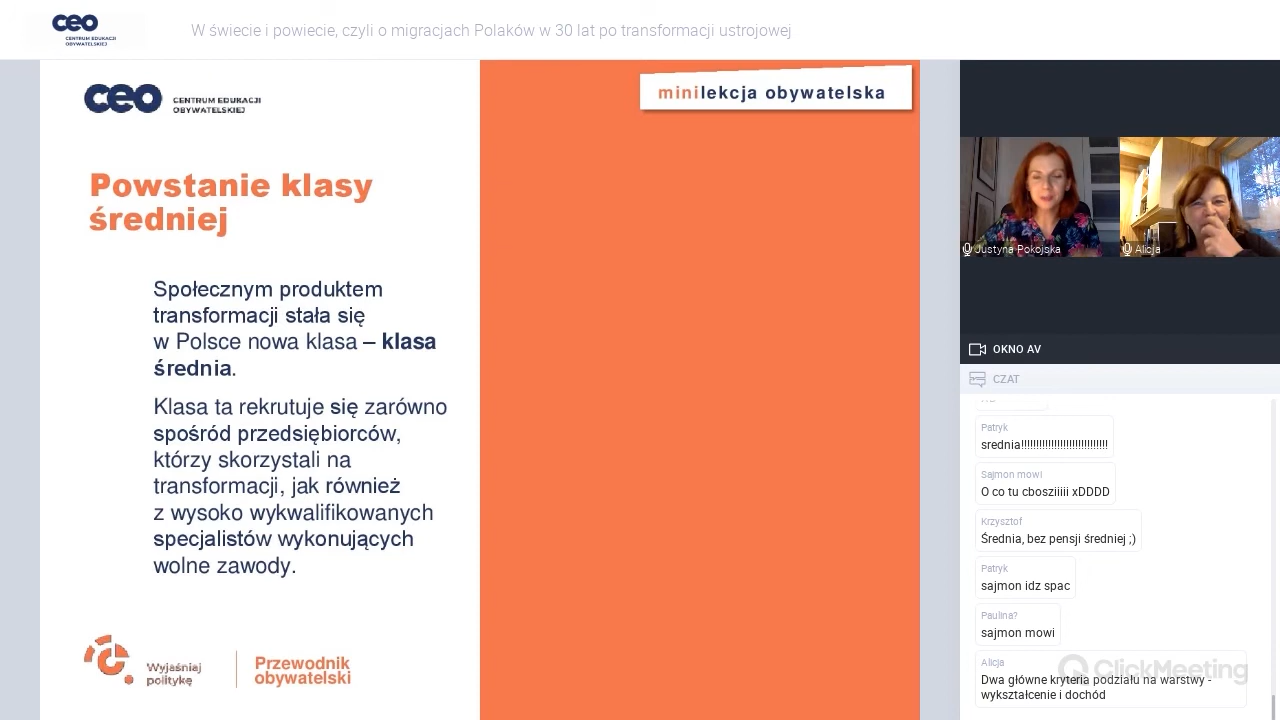 ceo
CENTRUM EDUKACJI
OBYWATELSKIEJ
W świecie i powiecie, czyli o migracjach Polaków w 30 lat po transformacji ustrojowej
ceo
CENTRUM EDUKACJI
OBYWATELSKIEJ
minilekcja obywatelska
Powstanie klasy
średniej
Społecznym produktem
transformacji stała się
w Polsce nowa klasa – klasa
średnia.
Klasa ta rekrutuje się zarówno
spośród przedsiębiorców,
którzy skorzystali na
transformacji, jak również
z wysoko wykwalifikowanych
specjalistów wykonujących
wolne zawody.
Wyjaśniaj
politykę
Przewodnik
obywatelski
Justyna Pokojska
Alicja
OKNO AV
CZAT
Patryk
srednia!!!!!!!!!!!!!!!!!!!!!!!!!!!!!
Sajmon mowi
O co tu cbosziiiii xDDDD
Krzysztof
Średnia, bez pensji średniej ;)
Patryk
sajmon idz spac
Paulina?
sajmon mowi
Alicja
Dwa główne kryteria podziału na warstwy -
wykształcenie i dochód
ClickMeeting